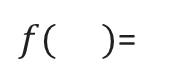 f(  )=